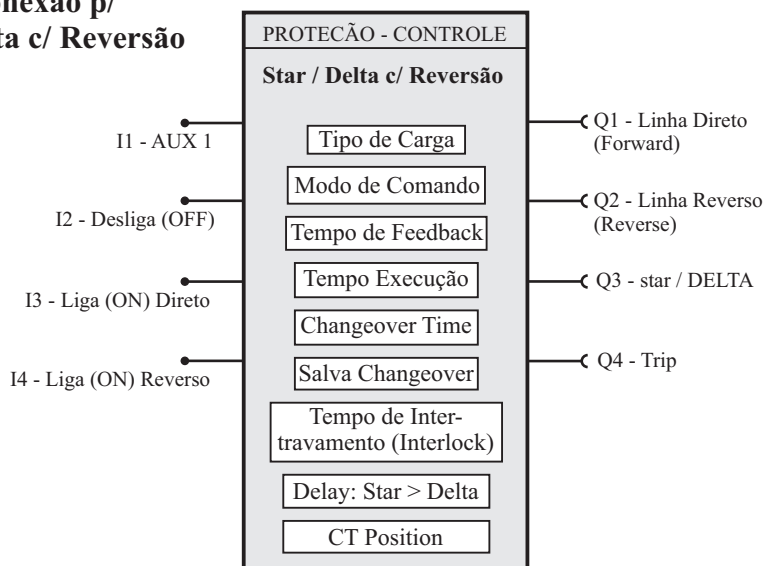 p/
c/ Reversão
PROTECÃO - CONTROLE
Star / Delta c/ Reversão
I1 - AUX 1
I2 - Desliga (OFF)
I3 - Liga (ON) Direto
I4 - Liga (ON) Reverso
Tipo de Carga
Modo de Comando
Tempo de Feedback
Tempo Execução
Changeover Time
Salva Changeover
Tempo de Inter-
travamento (Interlock)
Delay: Star > Delta
CT Position
Q1 - Linha Direto
(Forward)
Q2 - Linha Reverso
(Reverse)
Q3 - star / DELTA
Q4 - Trip